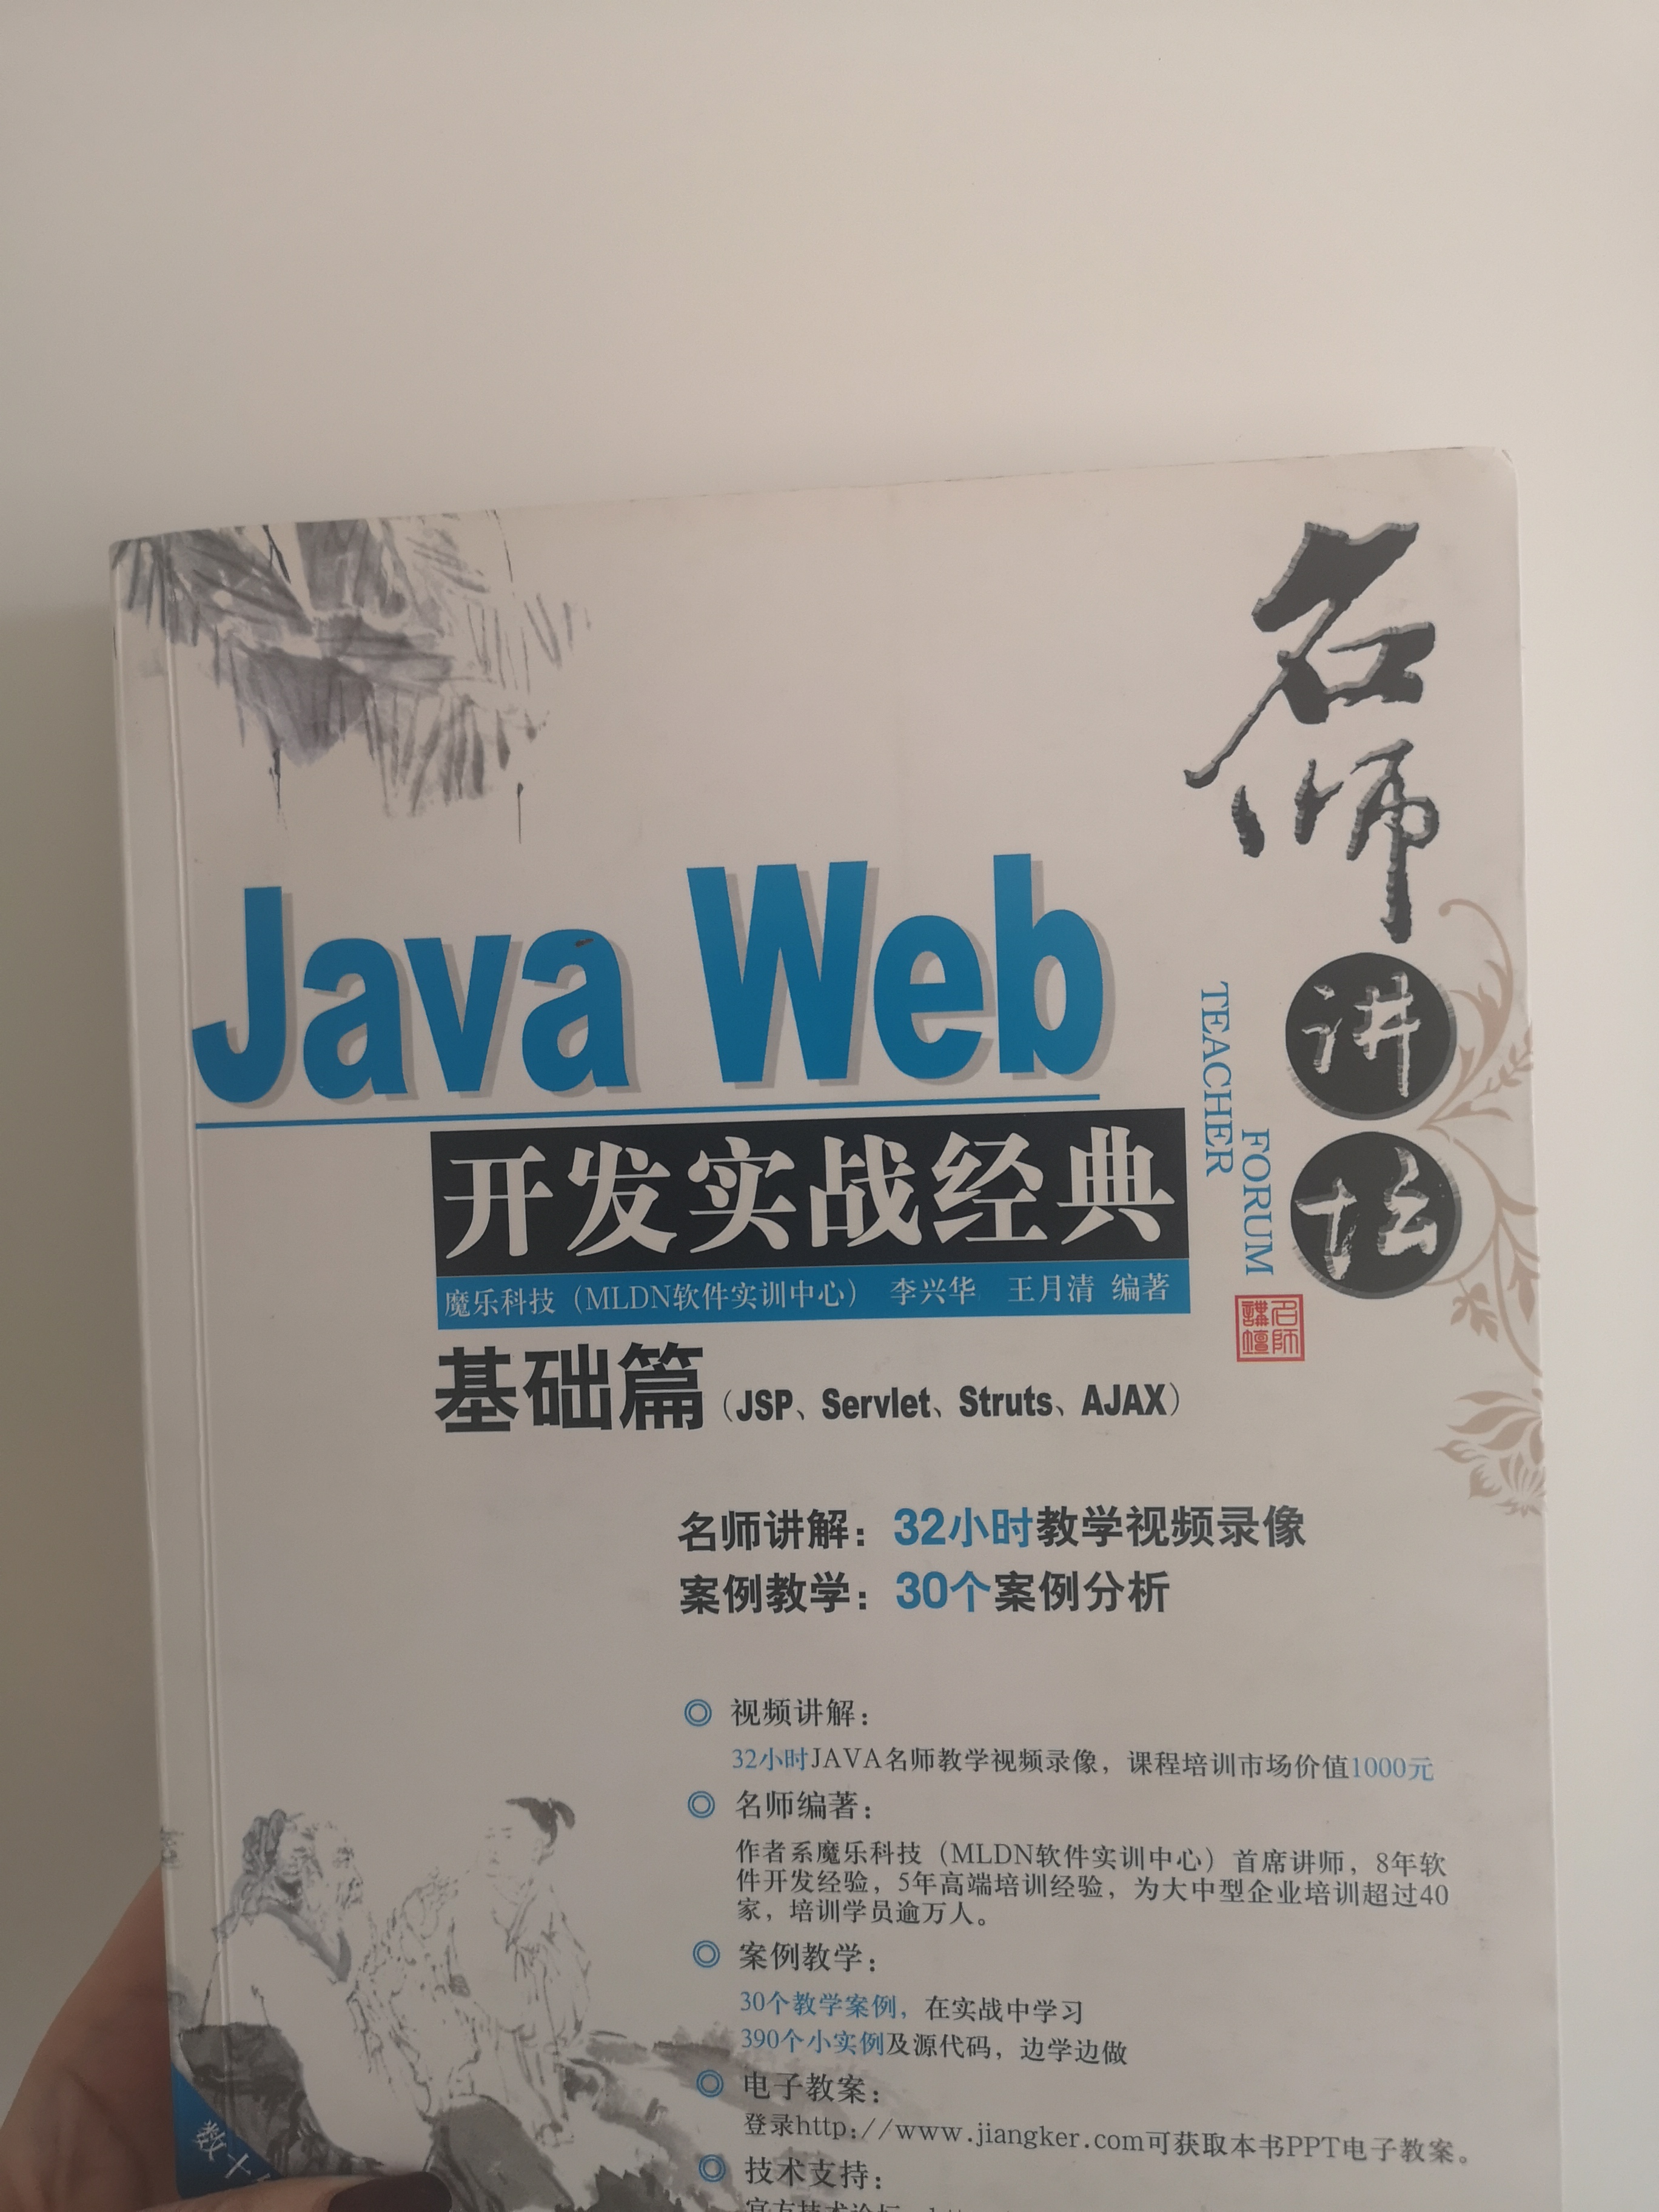 名师
讲坛
TEACHER
FORUM
名师
講壇
Java Web
开发实战经典
魔乐科技（MLDN软件实训中心） 李兴华 王月清 编著
基础篇（JSP、Servlet、Struts、AJAX）
名师讲解：32小时教学视频录像
案例教学：30个案例分析
◎ 视频讲解：
32小时JAVA名师教学视频录像，课程培训市场价值1000元
◎ 名师编著：
作者系魔乐科技（MLDN软件实训中心）首席讲师，8年软
件开发经验，5年高端培训经验，为大中型企业培训超过40
家，培训学员逾万人。
◎ 案例教学：
30个教学案例，在实战中学习
390个小实例及源代码，边学边做
◎ 电子教案：
登录http://www.jiangker.com可获取本书PPT电子教案。
◎ 技术支持：
数十